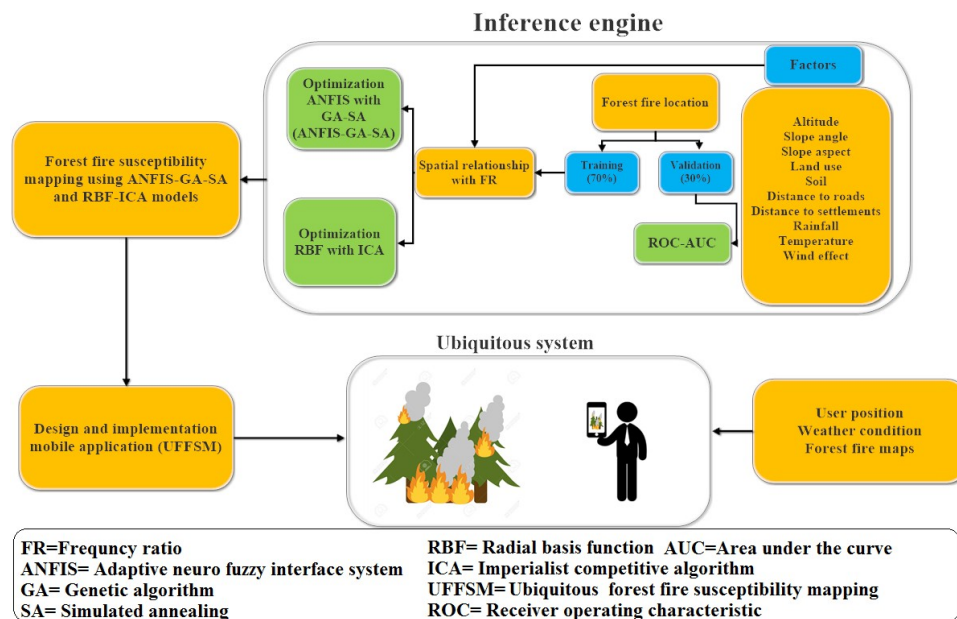 Inference engine
Factors
Altitude
Slope angle
Slope aspect
Land use
Soil
Distance to roads
Distance to settlements
Rainfall
Temperature
Wind effect
Forest fire location
Training
(70%)
Validation
(30%)
ROC-AUC
Spatial relationship
with FR
Optimization
ANFIS with
GA-SA
(ANFIS-GA-SA)
Optimization
RBF with ICA
Forest fire susceptibility
mapping using ANFIS-GA-SA
and RBF-ICA models
Design and implementation
mobile application (UFFSM)
Ubiquitous system
User position
Weather condition
Forest fire maps
FR=Frequncy ratio
ANFIS= Adaptive neuro fuzzy interface system
GA= Genetic algorithm
SA= Simulated annealing
RBF= Radial basis function AUC=Area under the curve
ICA= Imperialist competitive algorithm
UFFSM= Ubiquitous forest fire susceptibility mapping
ROC= Receiver operating characteristic